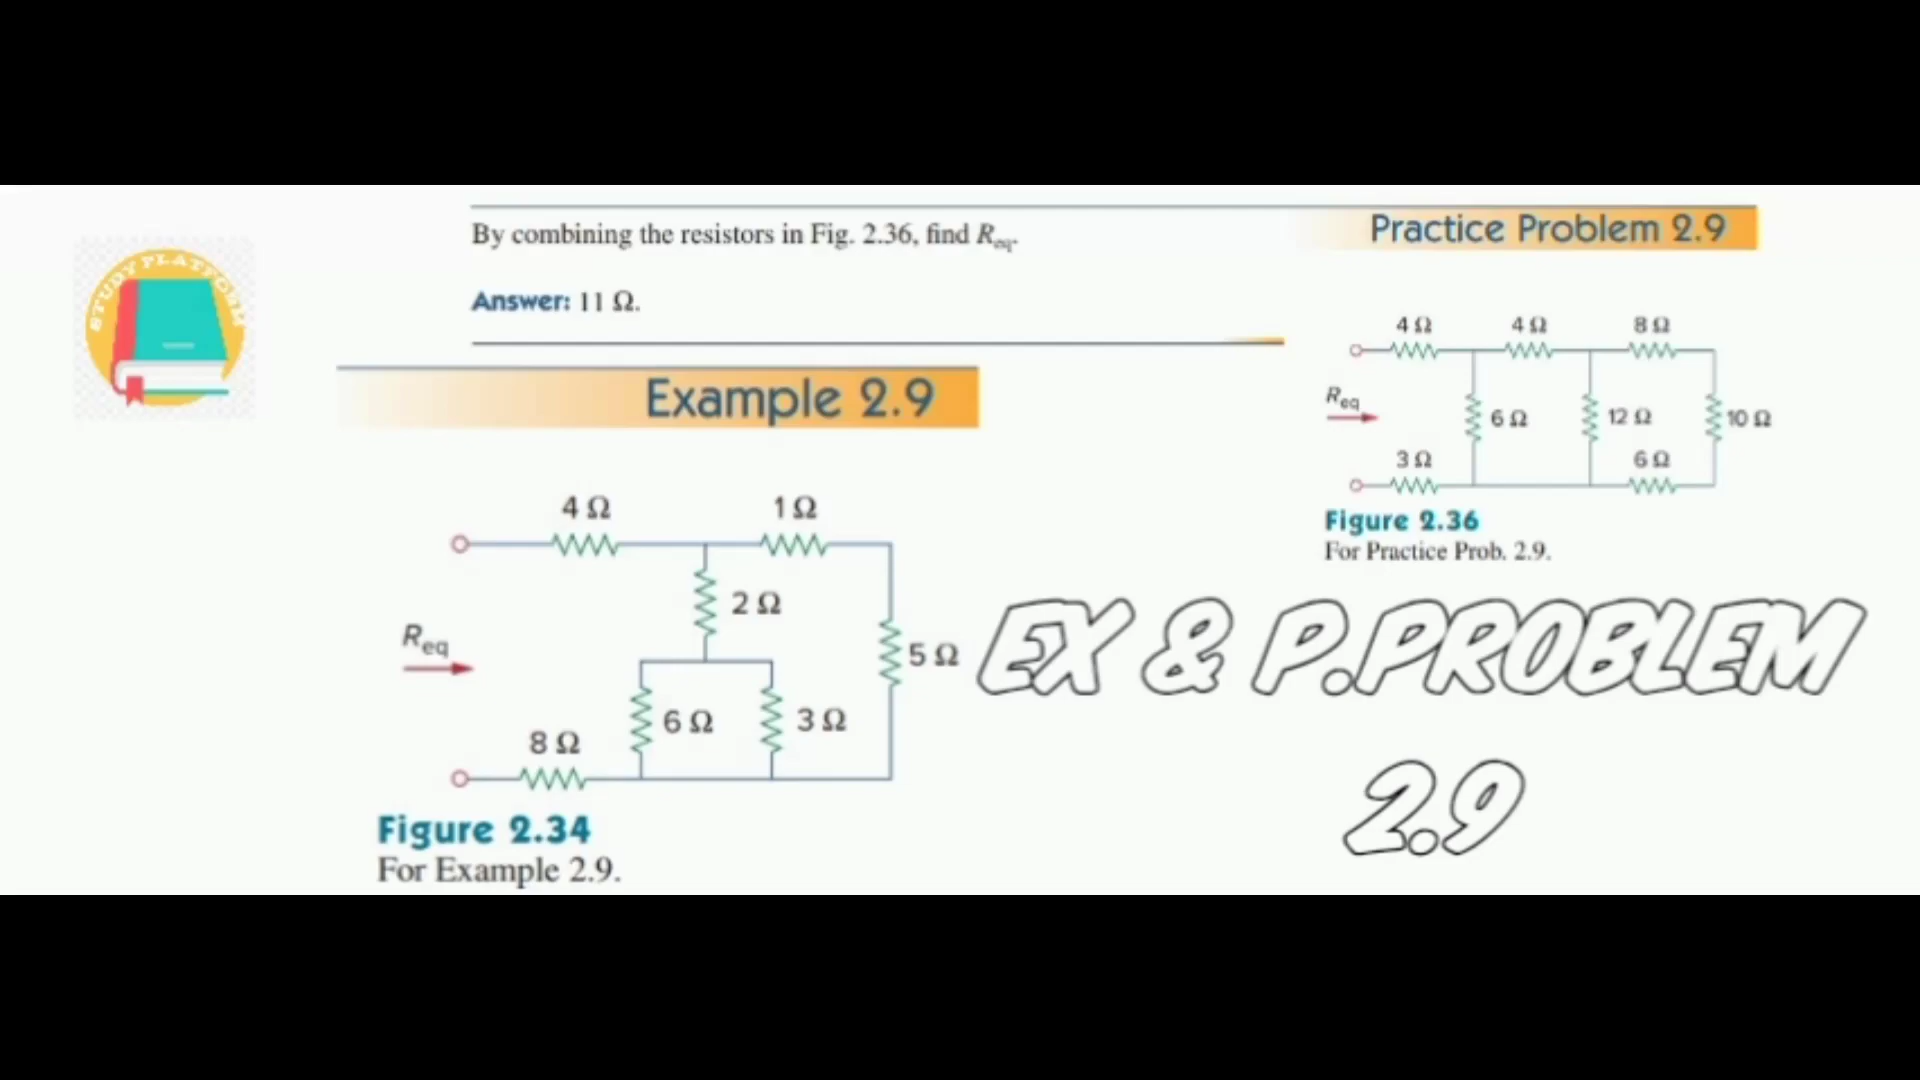 By combining the resistors in Fig. 2.36, find Req.
Practice Problem 2.9
STUDY PLATFORM
Answer: 11 Ω.
4 Ω 4 Ω 8 Ω
Req
6 Ω 12 Ω 10 Ω
3 Ω 6 Ω
Figure 2.36
For Practice Prob. 2.9.
Example 2.9
4 Ω 1 Ω
2 Ω
Req
5 Ω
6 Ω 3 Ω
8 Ω
Figure 2.34
For Example 2.9.
EX & P.PROBLEM
2.9